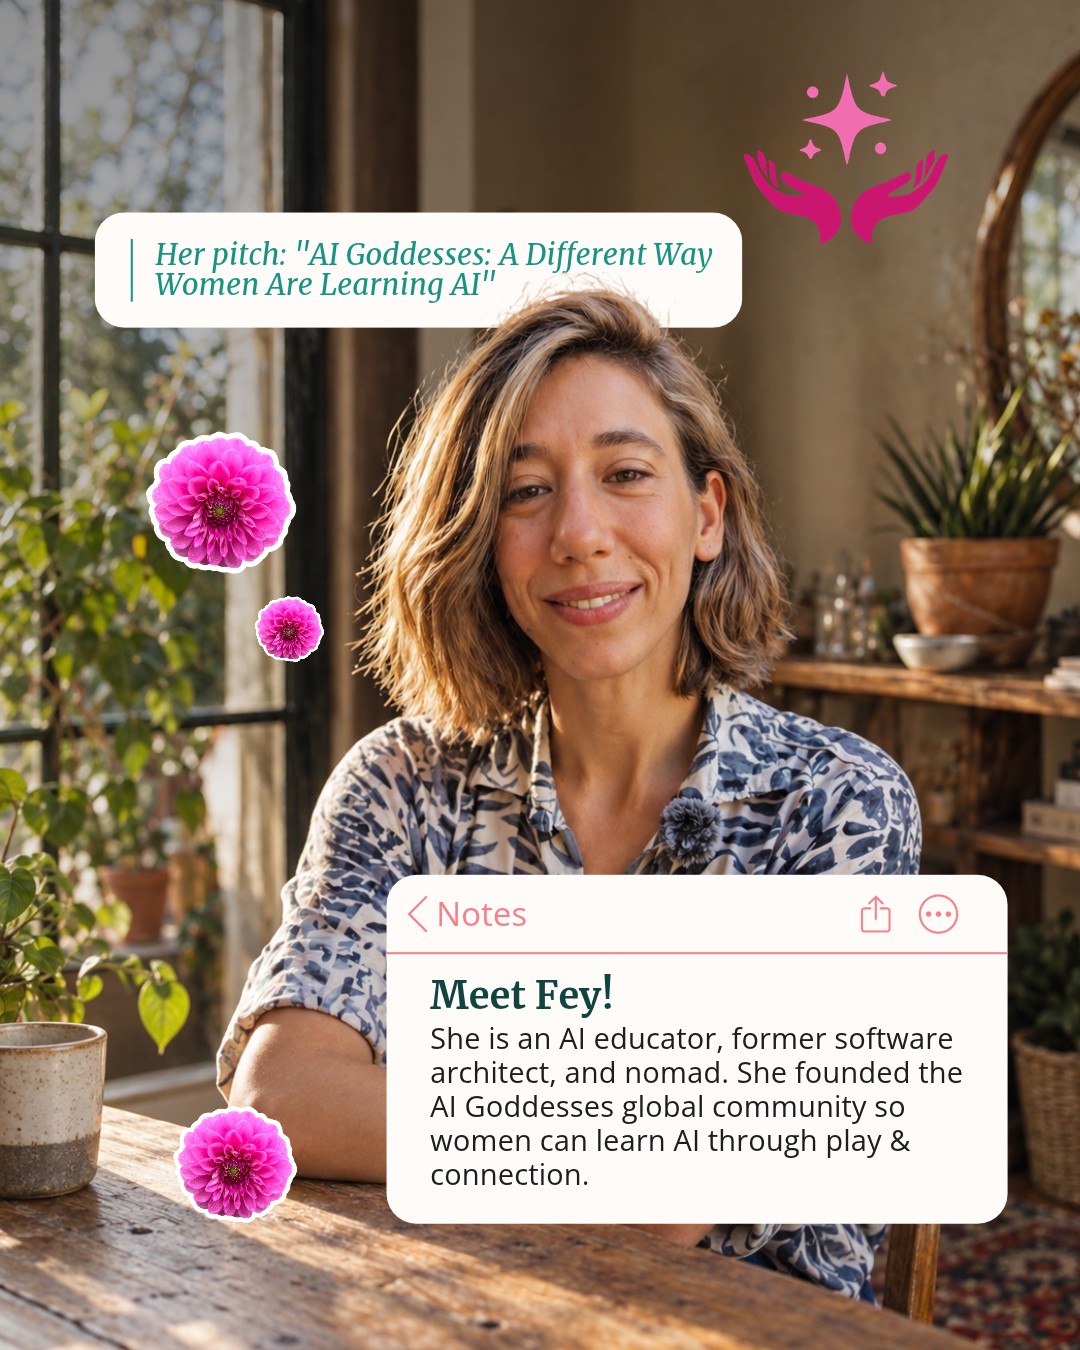 Her pitch: "AI Goddesses: A Different Way
Women Are Learning AI"
Notes
Meet Fey!
She is an AI educator, former software
architect, and nomad. She founded the
AI Goddesses global community so
women can learn AI through play &
connection.